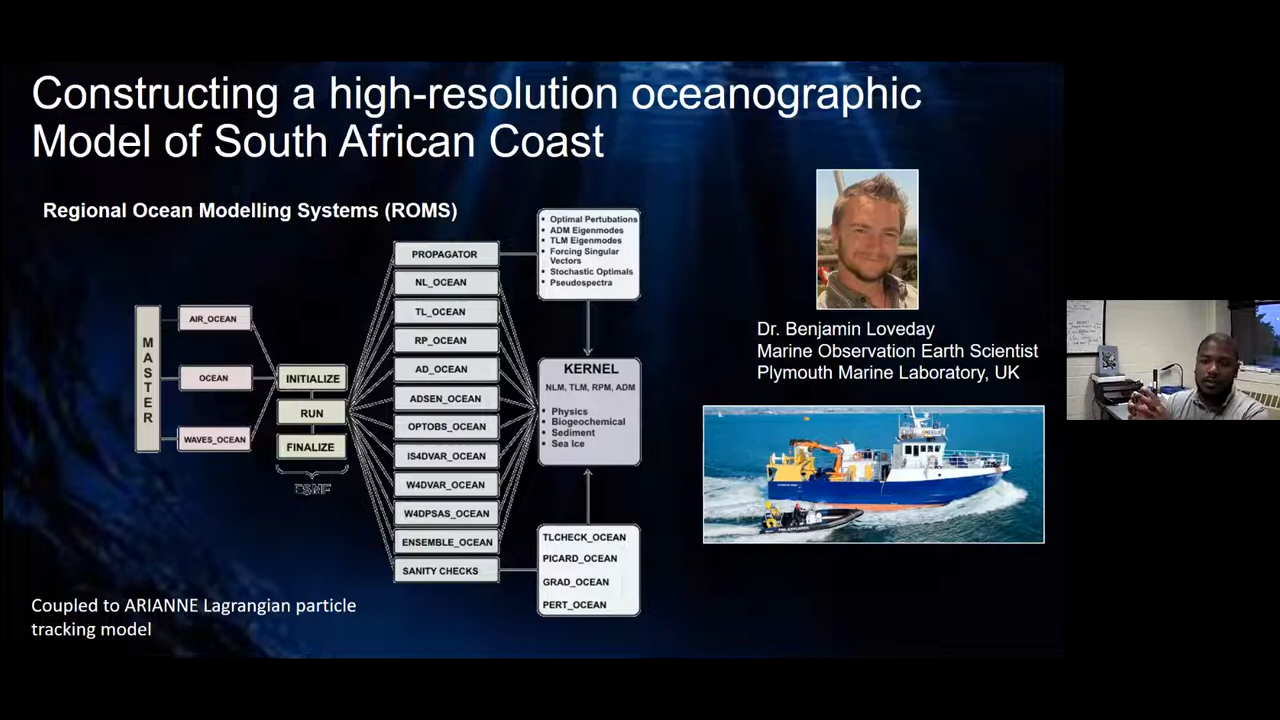 Constructing a high-resolution oceanographic
Model of South African Coast
Regional Ocean Modelling Systems (ROMS)
MASTER
AIR_OCEAN
OCEAN
WAVES_OCEAN
INITIALIZE
RUN
FINALIZE
ESMF
PROPAGATOR
NL_OCEAN
TL_OCEAN
RP_OCEAN
AD_OCEAN
ADSEN_OCEAN
OPTOBS_OCEAN
IS4DVAR_OCEAN
W4DVAR_OCEAN
W4DPSAS_OCEAN
ENSEMBLE_OCEAN
SANITY CHECKS
• Optimal Pertubations
• ADM Eigenmodes
• TLM Eigenmodes
• Forcing Singular
Vectors
• Stochastic Optimals
• Pseudospectra
KERNEL
NLM, TLM, RPM, ADM
• Physics
• Biogeochemical
• Sediment
• Sea Ice
TLCHECK_OCEAN
PICARD_OCEAN
GRAD_OCEAN
PERT_OCEAN
Dr. Benjamin Loveday
Marine Observation Earth Scientist
Plymouth Marine Laboratory, UK
Coupled to ARIANNE Lagrangian particle
tracking model